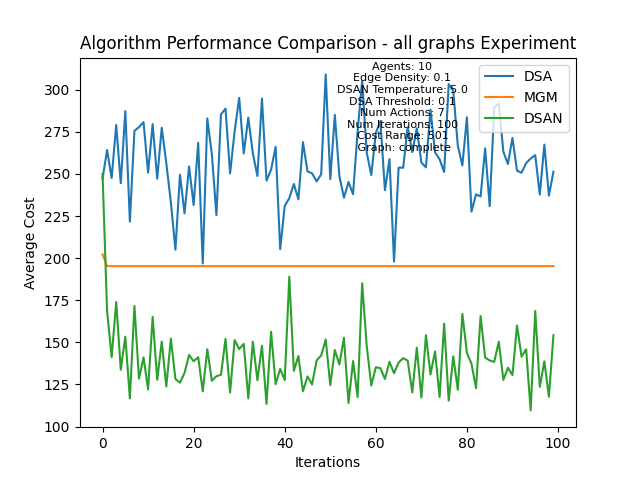 Algorithm Performance Comparison - all graphs Experiment
Agents: 10
Edge Density: 0.1
DSAN Temperature: 5.0
DSA Threshold: 0.1
Num Actions: 7
Num Iterations: 100
Cost Range: 501
Graph: complete
DSA
MGM
DSAN
Average Cost
300
275
250
225
200
175
150
125
100
0 20 40 60 80 100
Iterations